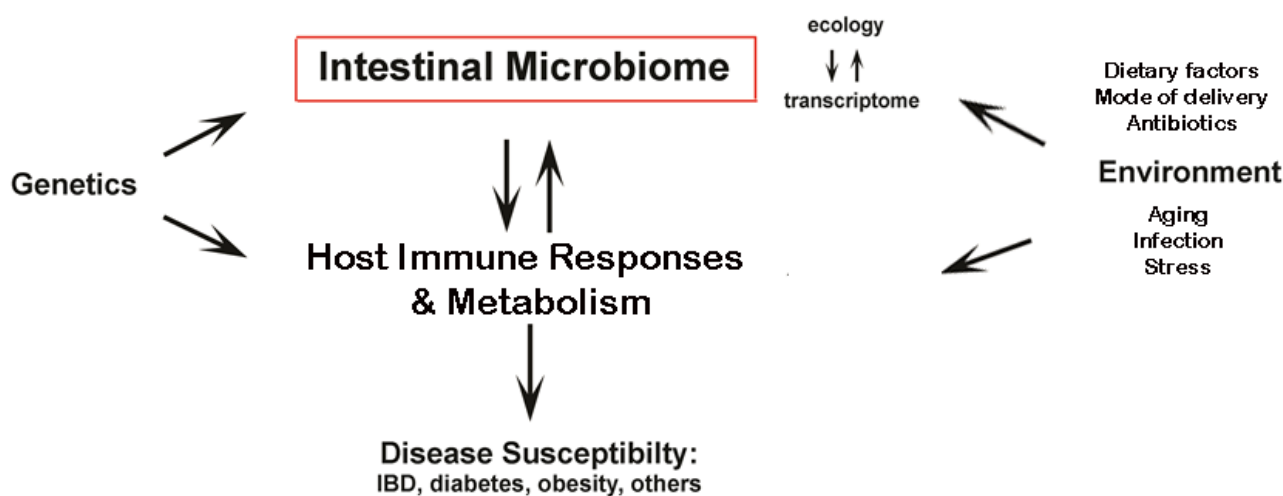 ecology
Intestinal Microbiome
transcriptome
Dietary factors
Mode of delivery
Antibiotics
Genetics
Environment
Aging
Infection
Stress
Host Immune Responses
& Metabolism
Disease Susceptibilty:
IBD, diabetes, obesity, others